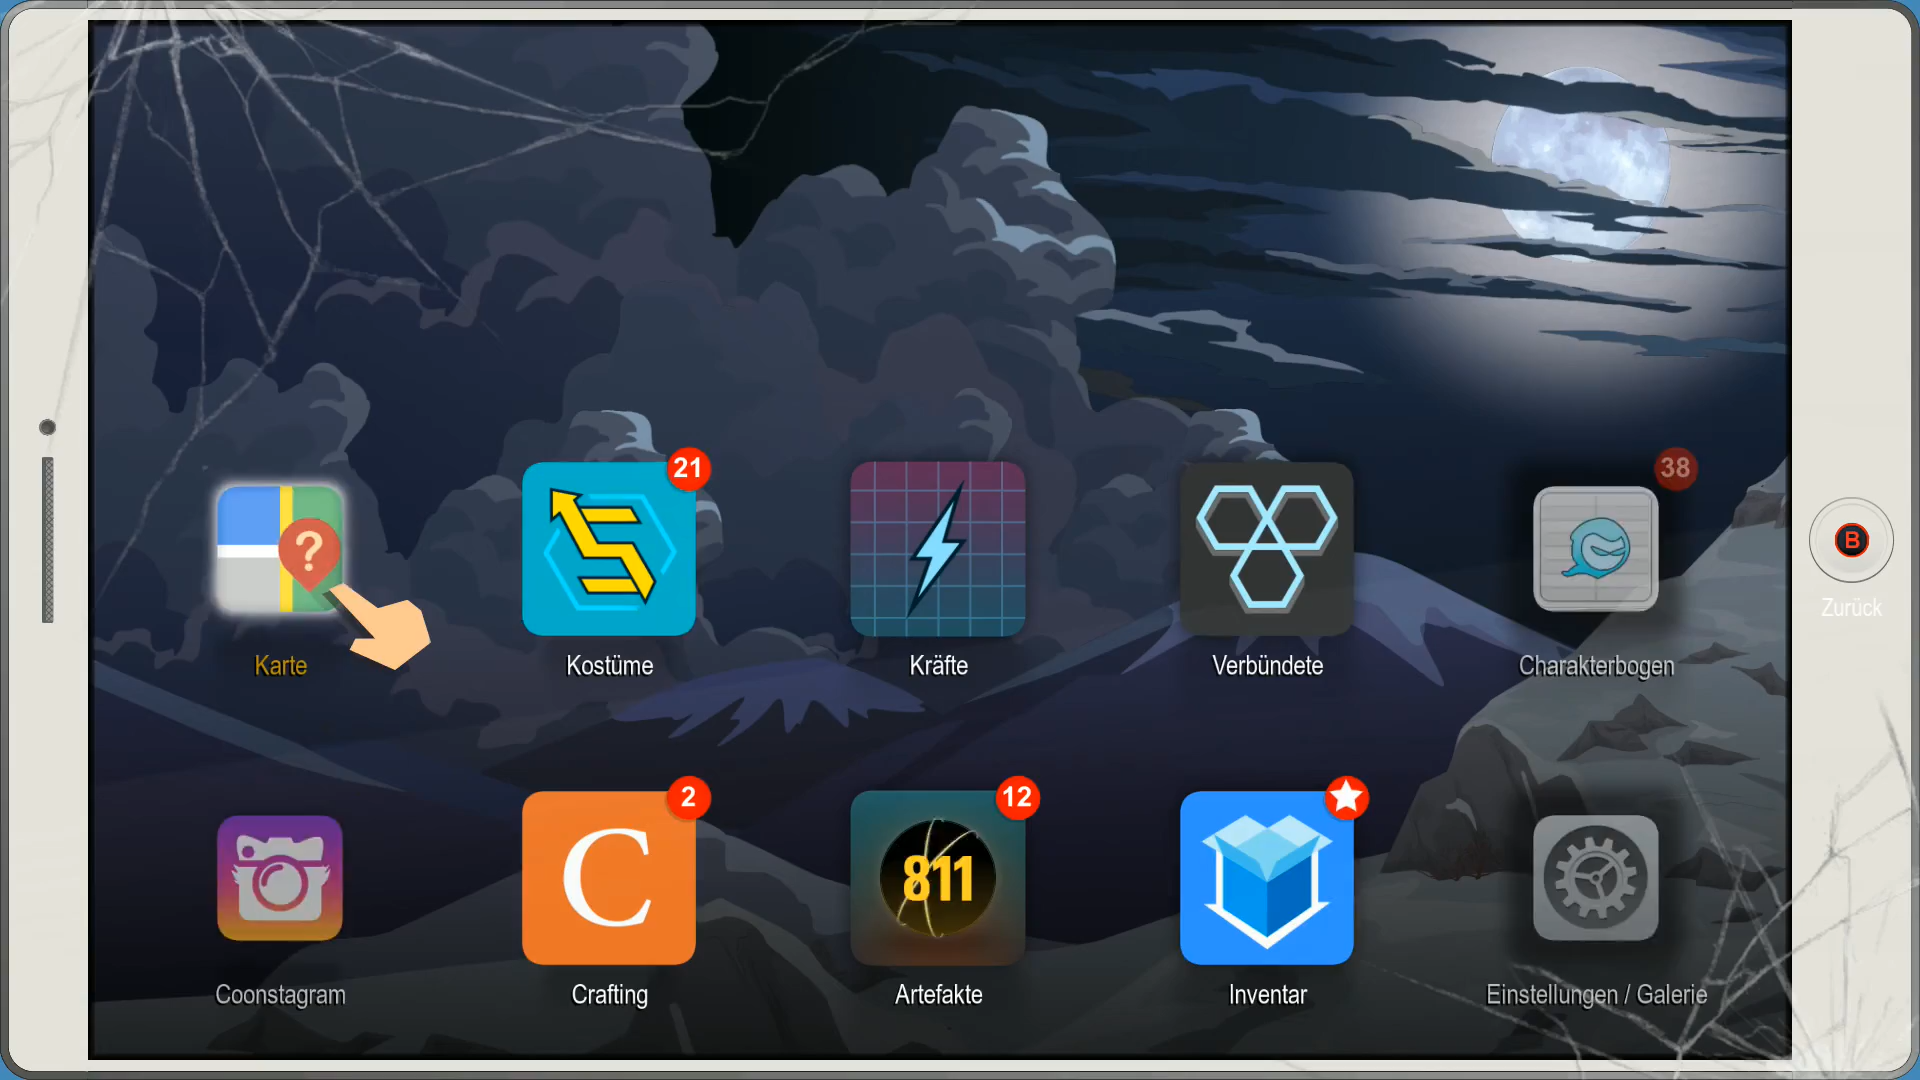 21
38
?
Karte
Kostüme
Kräfte
Verbündete
Charakterbogen
B
Zurück
2
12
C
811
Coonstagram
Crafting
Artefakte
Inventar
Einstellungen / Galerie